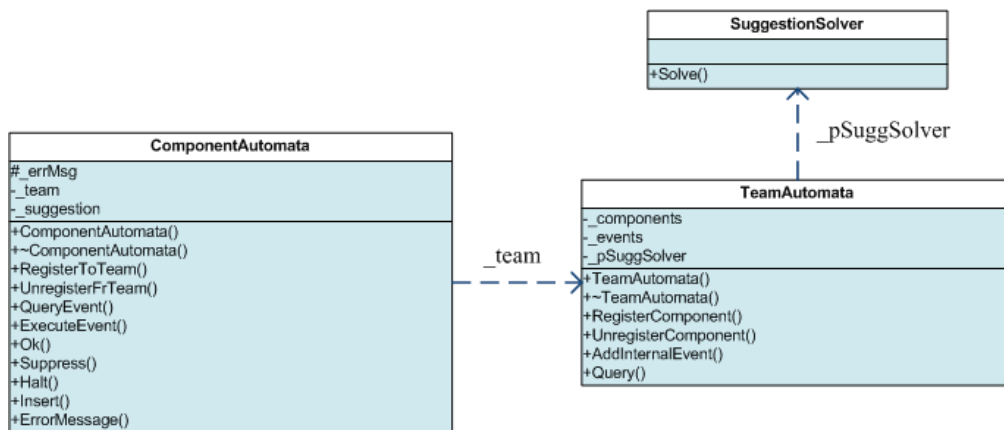 SuggestionSolver
+Solve()
_pSuggSolver
ComponentAutomata
#_errMsg
-_team
-_suggestion
+ComponentAutomata()
+~ComponentAutomata()
+RegisterToTeam()
+UnregisterFrTeam()
+QueryEvent()
+ExecuteEvent()
+Ok()
+Suppress()
+Halt()
+Insert()
+ErrorMessage()
_team
TeamAutomata
-_components
-_events
-_pSuggSolver
+TeamAutomata()
+~TeamAutomata()
+RegisterComponent()
+UnregisterComponent()
+AddInternalEvent()
+Query()